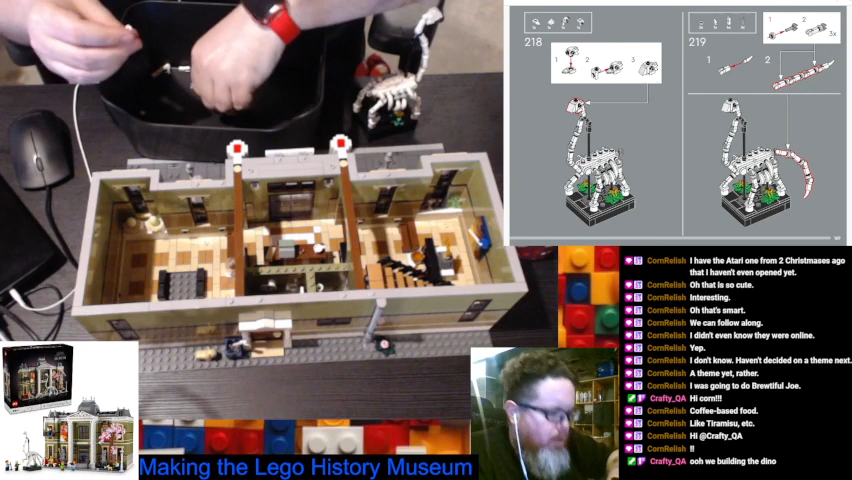 218
1
2
3
219
1
2
3x
1
2
CornRelish I have the Atari one from 2 Christmases ago
that I haven't even opened yet.
CornRelish Oh that is so cute.
CornRelish Interesting.
CornRelish Oh that's smart.
CornRelish We can follow along.
CornRelish I didn't even know they were online.
CornRelish Yep.
CornRelish I don't know. Haven't decided on a theme next.
CornRelish A theme yet, rather.
CornRelish I was going to do Brewtiful Joe.
Crafty_QA Hi corn!!!
CornRelish Coffee-based food.
CornRelish Like Tiramisu, etc.
CornRelish Hi @Crafty_QA
CornRelish !!
Crafty_QA ooh we building the dino
Making the Lego History Museum